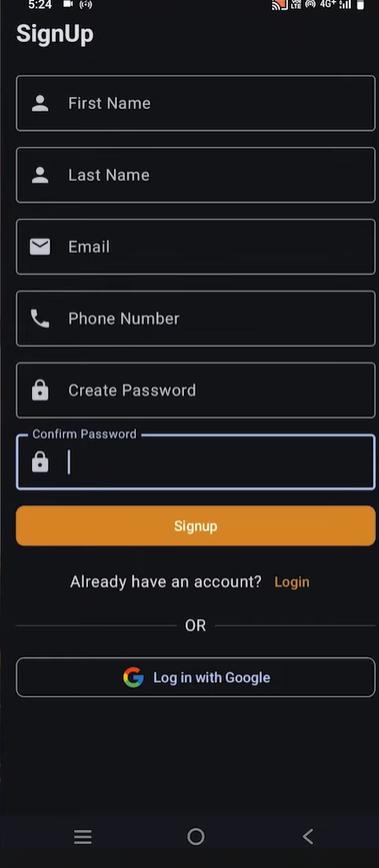 5:24
4G+
SignUp
First Name
Last Name
Email
Phone Number
Create Password
Confirm Password
Signup
Already have an account? Login
OR
Log in with Google